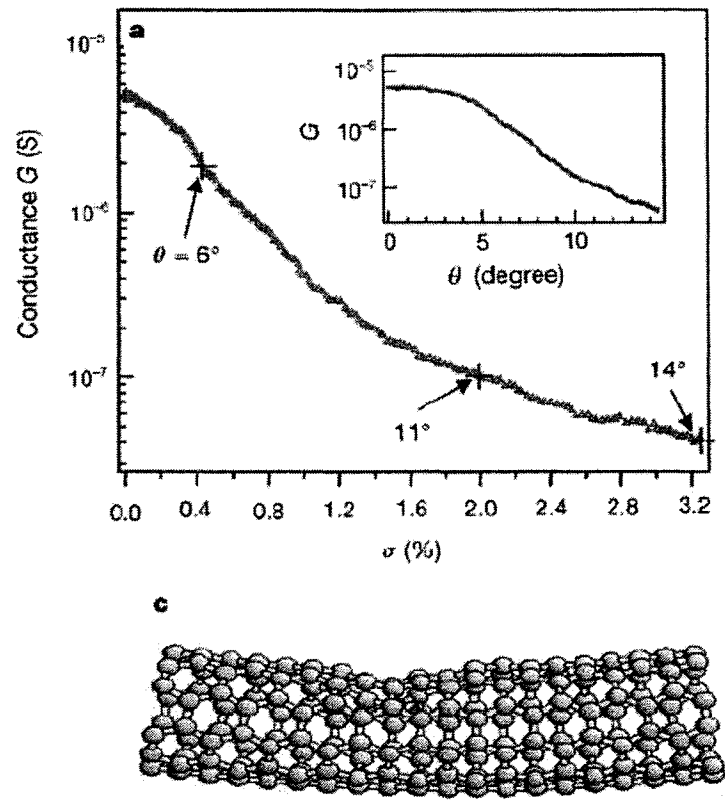 a
Conductance G (S)
10⁻⁵
10⁻⁶
10⁻⁷
θ = 6°
11°
14°
0.0 0.4 0.8 1.2 1.6 2.0 2.4 2.8 3.2
σ (%)
G
10⁻⁵
10⁻⁶
10⁻⁷
0 5 10
θ (degree)
c